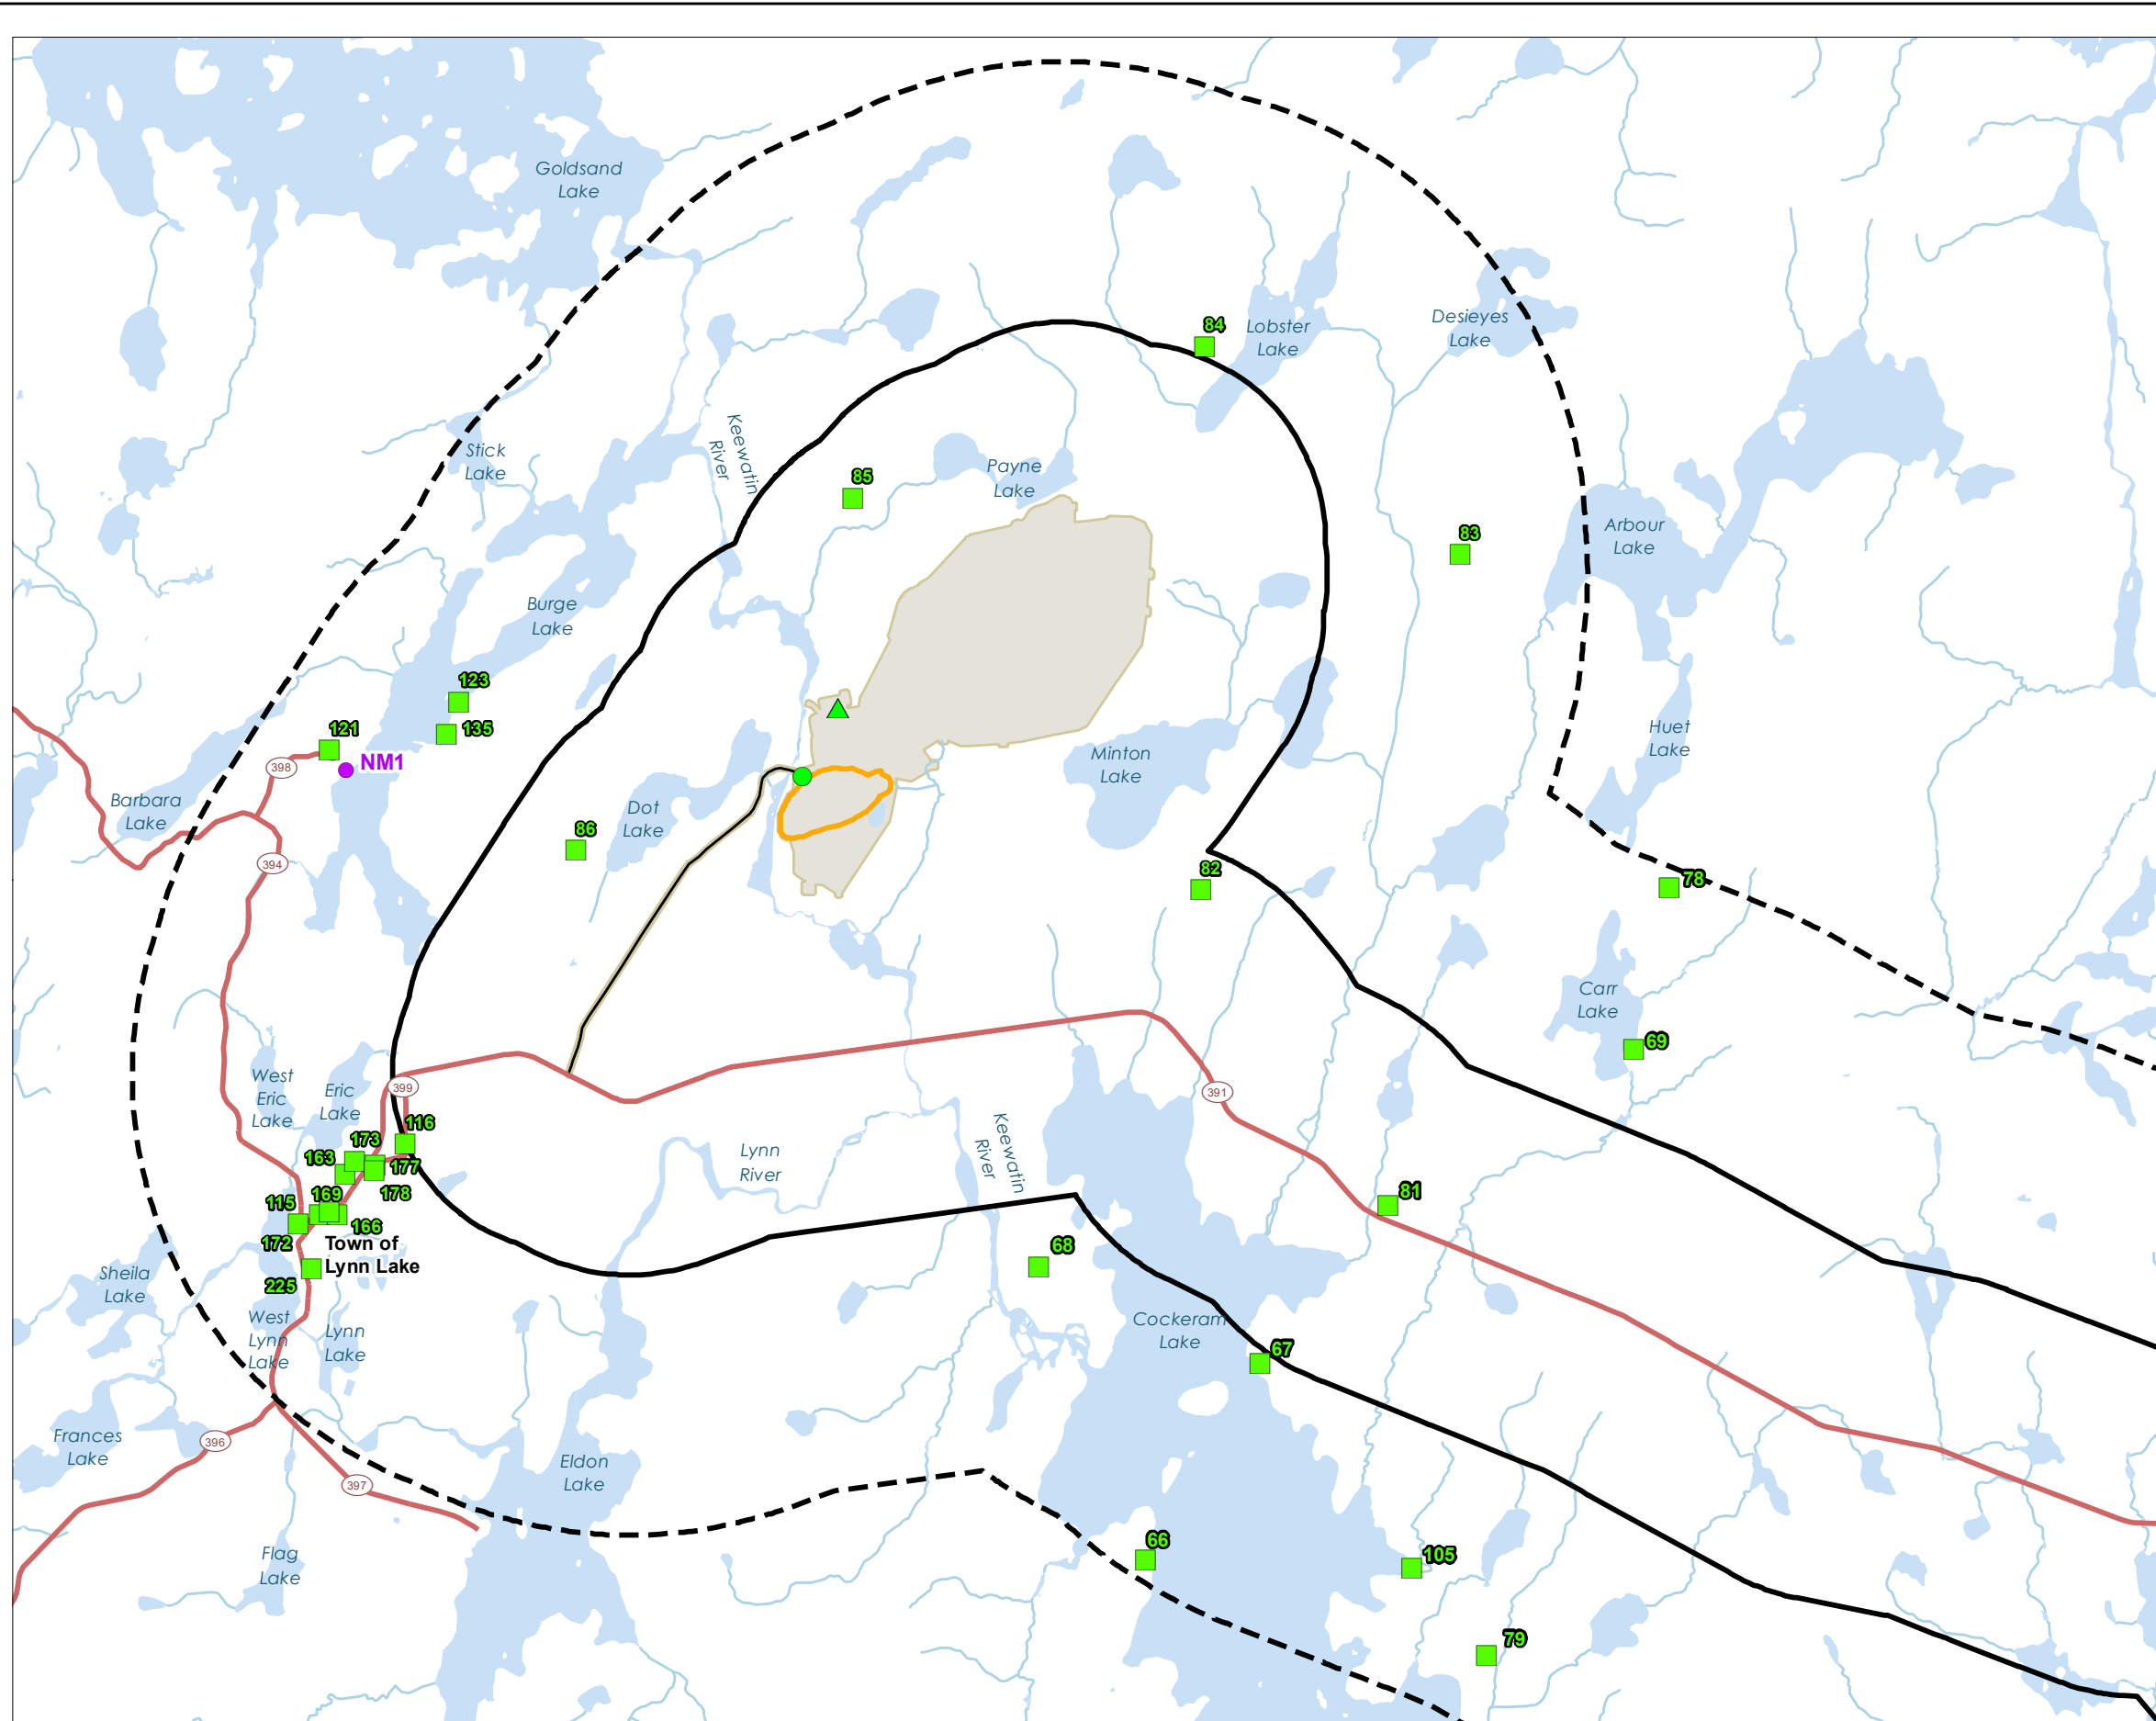 Goldsand
Lake
84
Lobster
Lake
Desieyes
Lake
Keewatin
River
Stick
Lake
85
Payne
Lake
83
Arbour
Lake
Burge
Lake
123
135
121
NM1
398
Barbara
Lake
Huet
Lake
Minton
Lake
Dot
Lake
86
394
82
78
Carr
Lake
69
West
Eric
Lake
Eric
Lake
399
391
116
173
163
177
178
Lynn
River
Keewatin
River
169
115
166
172
Town of
Lynn Lake
225
81
68
Sheila
Lake
West
Lynn
Lake
Lynn
Lake
Cockeram
Lake
67
Frances
Lake
396
397
Eldon
Lake
Flag
Lake
66
105
79